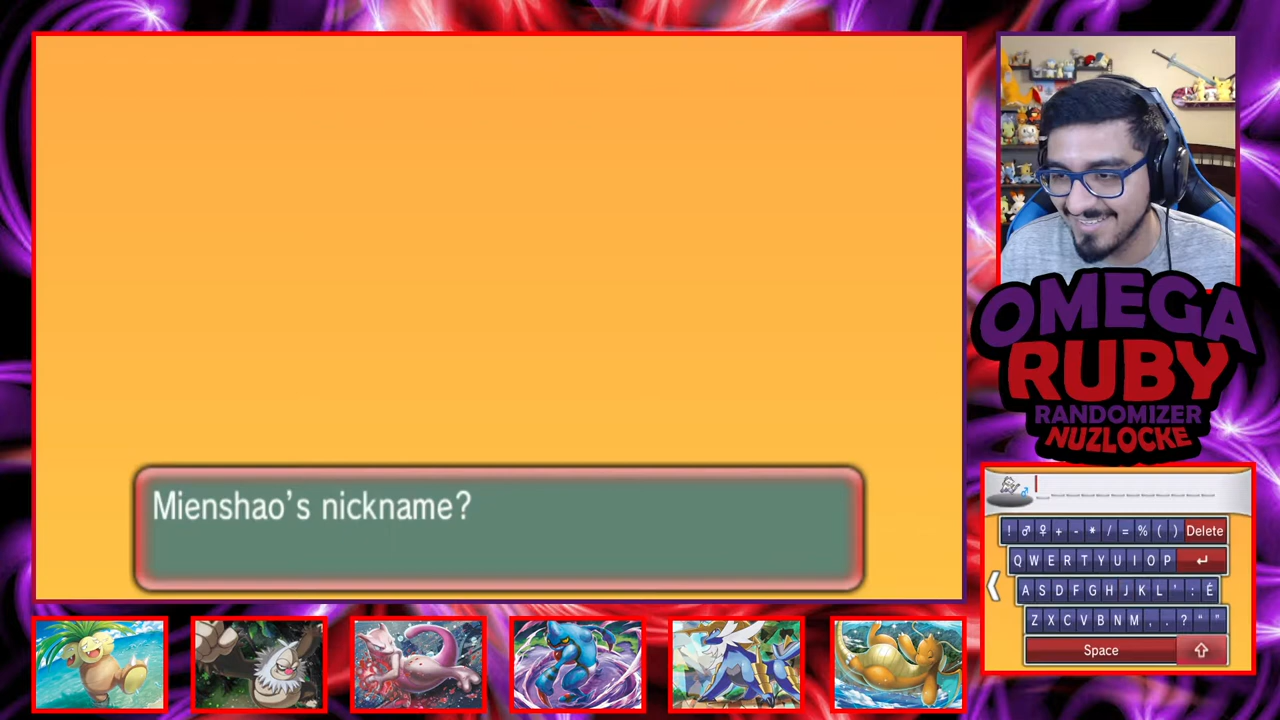 Mienshao's nickname?
OMEGA
RUBY
RANDOMIZER
NUZLOCKE
! ♂ ♀ + - * / = % ( ) Delete
Q W E R T Y U I O P ↵
A S D F G H J K L ' : É
Z X C V B N M , . ? “ ”
Space ⇧